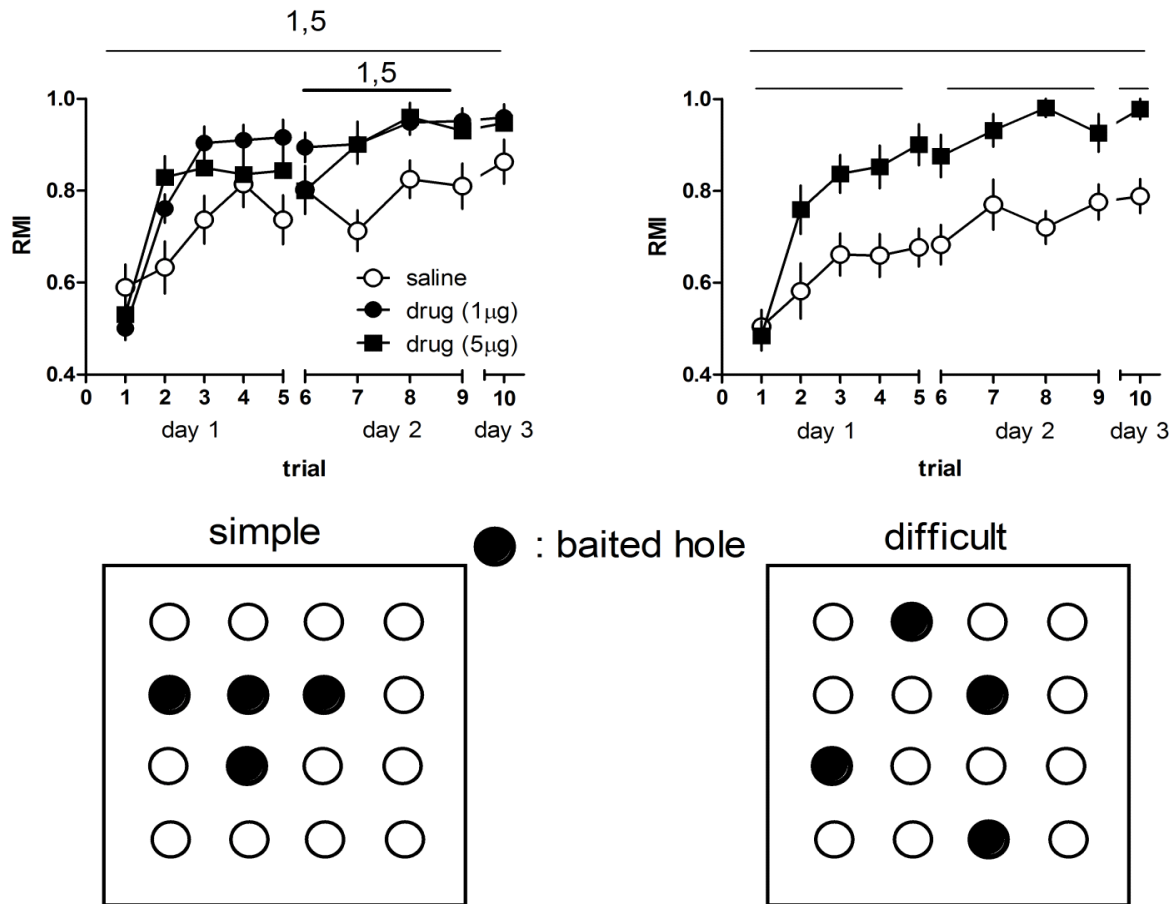 1,5
1,5
1.0
0.8
0.6
0.4
RMI
saline
drug (1μg)
drug (5μg)
0 1 2 3 4 5 6 7 8 9 10
day 1 day 2 day 3
trial
1.0
0.8
0.6
0.4
RMI
0 1 2 3 4 5 6 7 8 9 10
day 1 day 2 day 3
trial
simple
: baited hole
difficult